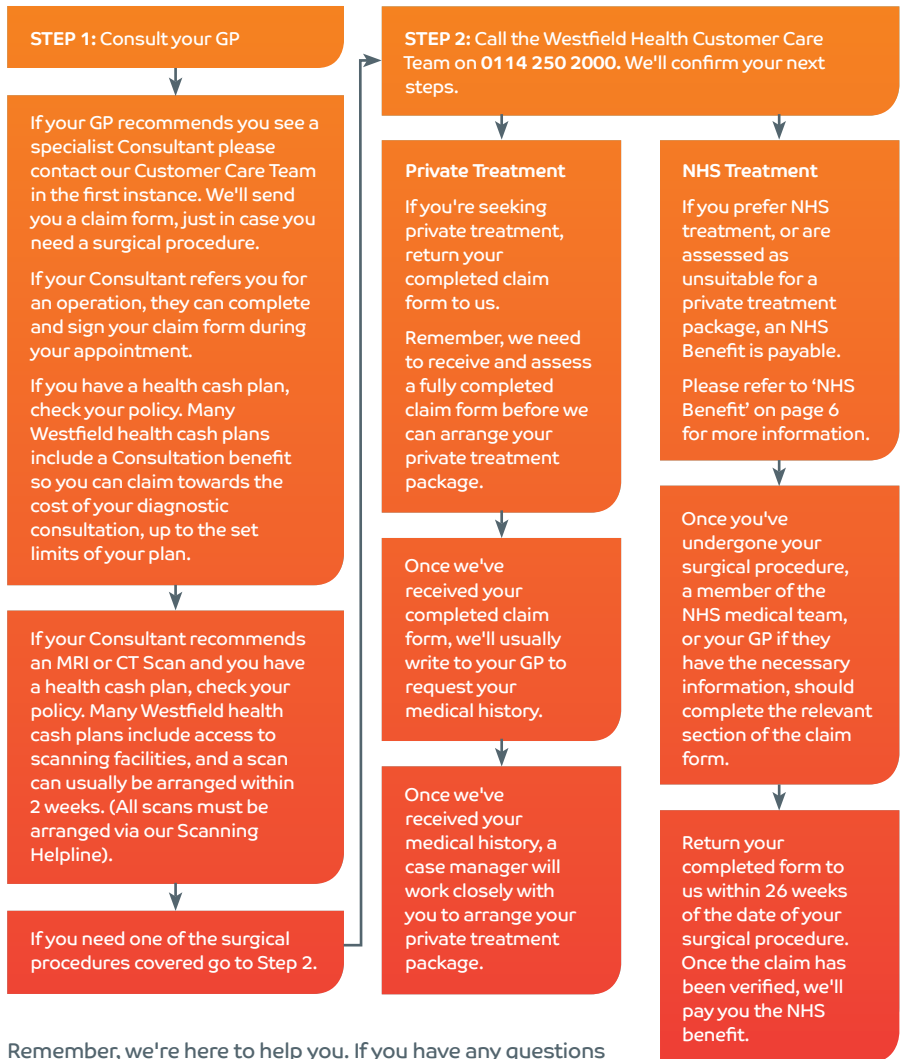 STEP 1: Consult your GP
If your GP recommends you see a
specialist Consultant please
contact our Customer Care Team
in the first instance. We'll send
you a claim form, just in case you
need a surgical procedure.
If your Consultant refers you for
an operation, they can complete
and sign your claim form during
your appointment.
If you have a health cash plan,
check your policy. Many
Westfield health cash plans
include a Consultation benefit
so you can claim towards the
cost of your diagnostic
consultation, up to the set
limits of your plan.
If your Consultant recommends
an MRI or CT Scan and you have
a health cash plan, check your
policy. Many Westfield health
cash plans include access to
scanning facilities, and a scan
can usually be arranged within
2 weeks. (All scans must be
arranged via our Scanning
Helpline).
If you need one of the surgical
procedures covered go to Step 2.
STEP 2: Call the Westfield Health Customer Care
Team on 0114 250 2000. We'll confirm your next
steps.
Private Treatment
If you're seeking
private treatment,
return your
completed claim
form to us.
Remember, we need
to receive and assess
a fully completed
claim form before we
can arrange your
private treatment
package.
Once we've
received your
completed claim
form, we'll usually
write to your GP to
request your
medical history.
Once we've
received your
medical history, a
case manager will
work closely with
you to arrange your
private treatment
package.
NHS Treatment
If you prefer NHS
treatment, or are
assessed as
unsuitable for a
private treatment
package, an NHS
Benefit is payable.
Please refer to ‘NHS
Benefit’ on page 6
for more information.
Once you've
undergone your
surgical procedure,
a member of the
NHS medical team,
or your GP if they
have the necessary
information, should
complete the relevant
section of the claim
form.
Return your
completed form to
us within 26 weeks
of the date of your
surgical procedure.
Once the claim has
been verified, we'll
pay you the NHS
benefit.
Remember, we're here to help you. If you have any questions